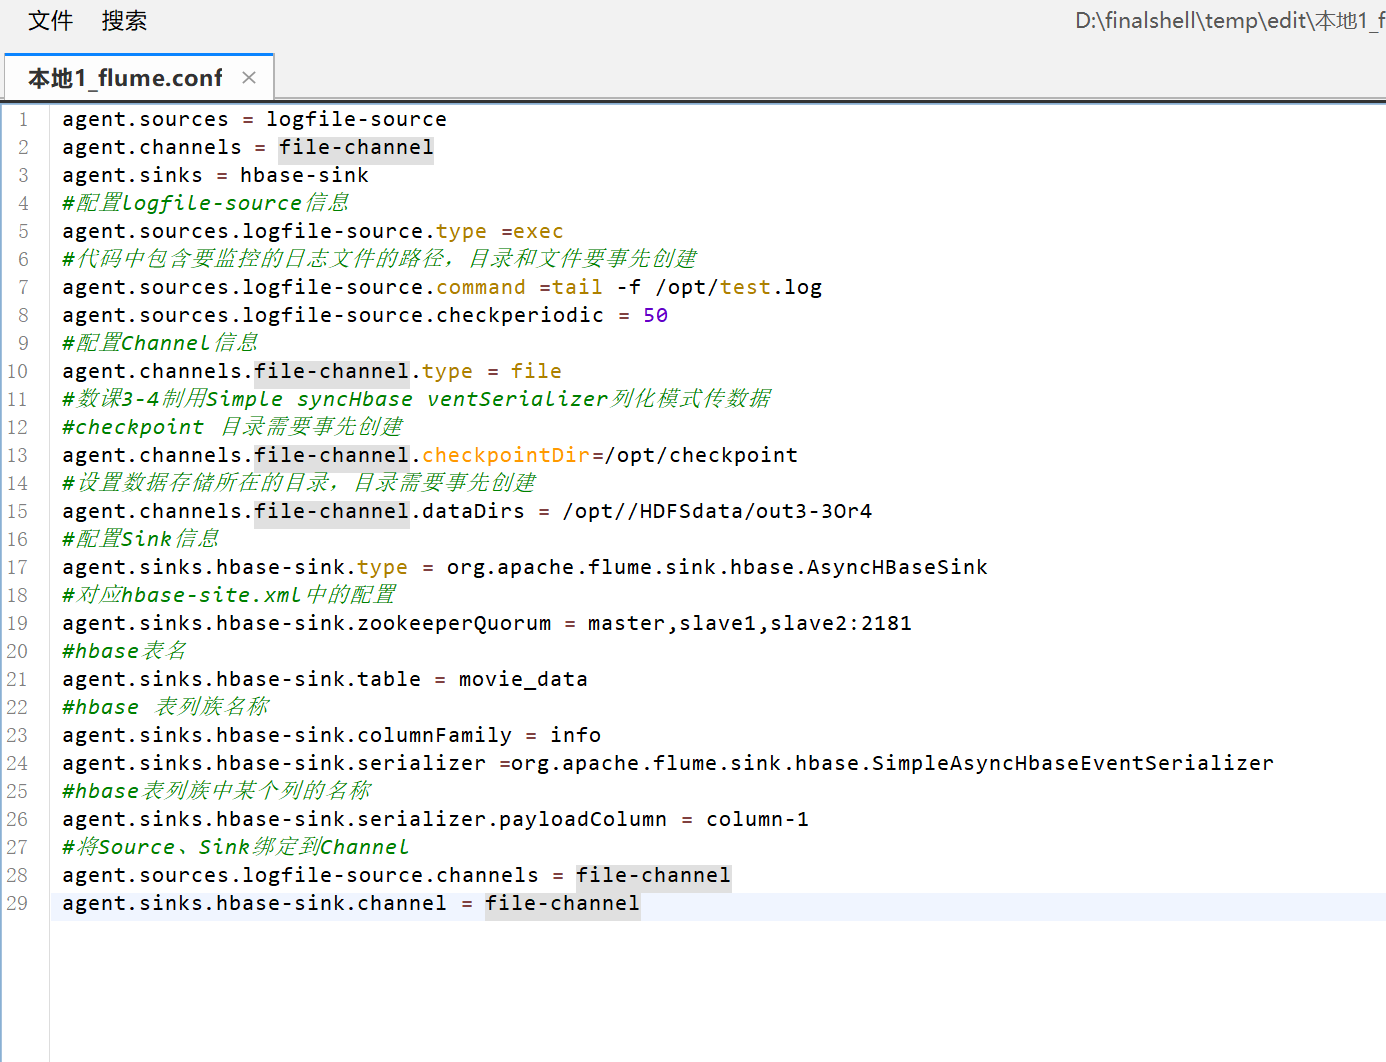 文件 搜索 D:\finalshell\temp\edit\本地1_f
本地1_flume.conf ×
1 agent.sources = logfile-source
2 agent.channels = file-channel
3 agent.sinks = hbase-sink
4 #配置logfile-source信息
5 agent.sources.logfile-source.type =exec
6 #代码中包含要监控的日志文件的路径，目录和文件要事先创建
7 agent.sources.logfile-source.command =tail -f /opt/test.log
8 agent.sources.logfile-source.checkperiodic = 50
9 #配置Channel信息
10 agent.channels.file-channel.type = file
11 #数课3-4制用Simple syncHbase ventSerializer列化模式传数据
12 #checkpoint 目录需要事先创建
13 agent.channels.file-channel.checkpointDir=/opt/checkpoint
14 #设置数据存储所在的目录，目录需要事先创建
15 agent.channels.file-channel.dataDirs = /opt//HDFSdata/out3-3Or4
16 #配置Sink信息
17 agent.sinks.hbase-sink.type = org.apache.flume.sink.hbase.AsyncHBaseSink
18 #对应hbase-site.xml中的配置
19 agent.sinks.hbase-sink.zookeeperQuorum = master,slave1,slave2:2181
20 #hbase表名
21 agent.sinks.hbase-sink.table = movie_data
22 #hbase 表列族名称
23 agent.sinks.hbase-sink.columnFamily = info
24 agent.sinks.hbase-sink.serializer =org.apache.flume.sink.hbase.SimpleAsyncHbaseEventSerializer
25 #hbase表列族中某个列的名称
26 agent.sinks.hbase-sink.serializer.payloadColumn = column-1
27 #将Source、Sink绑定到Channel
28 agent.sources.logfile-source.channels = file-channel
29 agent.sinks.hbase-sink.channel = file-channel